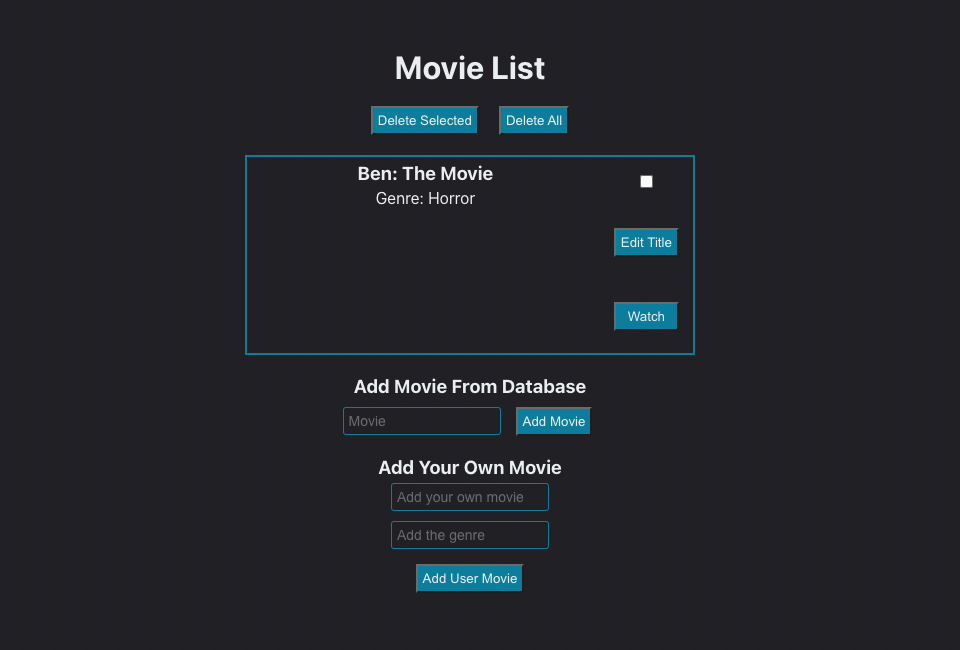 Movie List
Delete Selected
Delete All
Ben: The Movie
Genre: Horror
Edit Title
Watch
Add Movie From Database
Movie
Add Movie
Add Your Own Movie
Add your own movie
Add the genre
Add User Movie